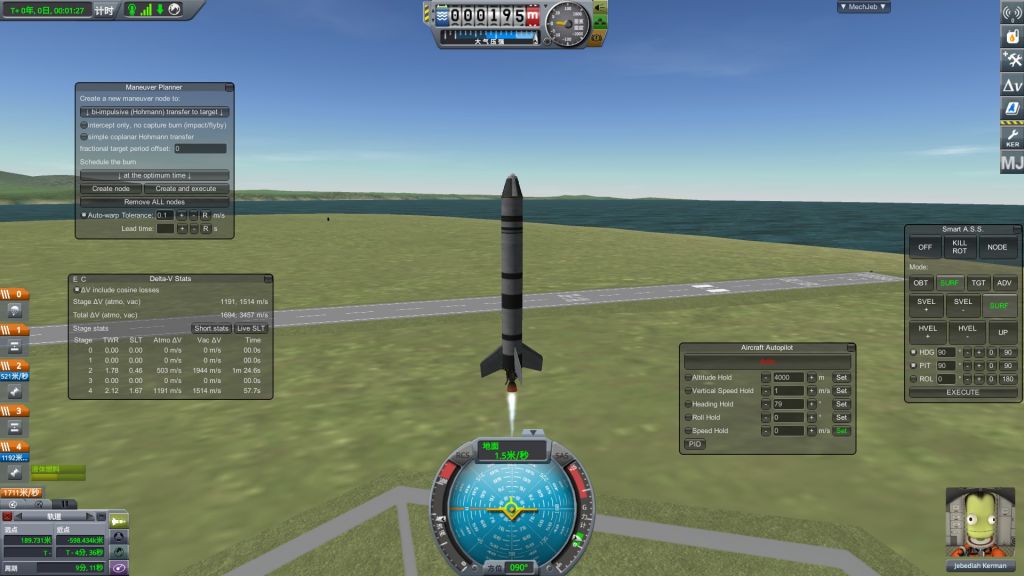 T+ 0年, 0日, 00:01:27
计时
000195m
大气压强
▼ MechJeb ▼
Δv
KER
MJ
Maneuver Planner
Create a new maneuver node to:
↓ bi-impulsive (Hohmann) transfer to target ↓
intercept only, no capture burn (impact/flyby)
simple coplanar Hohmann transfer
fractional target period offset: 0
Schedule the burn
↓ at the optimum time ↓
Create node
Create and execute
Remove ALL nodes
Auto-warp Tolerance: 0.1 + - R m/s
Lead time: + - R s
Smart A.S.S.
OFF
KILL ROT
NODE
Mode:
OBT SURF TGT ADV
SVEL +
SVEL -
SURF
HVEL +
HVEL -
UP
HDG 90 ° - + 0 .90
PIT 90 ° - + 0 .90
ROL 0 ° - + 0 180
EXECUTE
E C Delta-V Stats
ΔV include cosine losses
Stage ΔV (atmo, vac) 1191, 1514 m/s
Total ΔV (atmo, vac) 1694; 3457 m/s
Stage stats Short stats Live SLT
Stage TWR SLT Atmo ΔV Vac ΔV Time
0 0.00 0.00 0 m/s 0 m/s 00.0s
1 0.00 0.00 0 m/s 0 m/s 00.0s
2 1.78 0.46 503 m/s 1944 m/s 1m 24.6s
3 0.00 0.00 0 m/s 0 m/s 00.0s
4 2.12 1.67 1191 m/s 1514 m/s 57.7s
Aircraft Autopilot
Auto
Altitude Hold - 4000 + m Set
Vertical Speed Hold - 1 + m/s Set
Heading Hold - 79 + ° Set
Roll Hold - 0 + ° Set
Speed Hold - 0 + m/s Set
PID
0
1
2
521米/秒
3
4
1192米...
液体燃料
1711米/秒
轨道
远点
近点
189.731米
-598.434k米
T -
T - 4分, 36秒
周期
9分, 11秒
RCS
SAS
地面
1.5米/秒
方位 090°
Jebediah Kerman